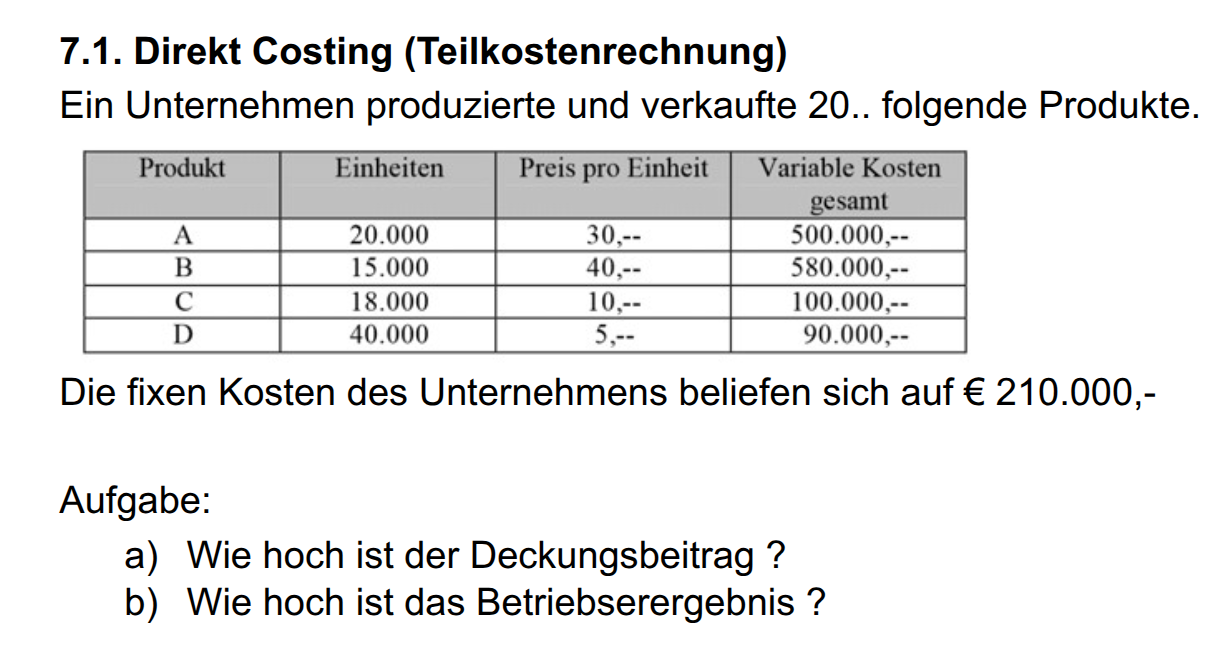 7.1. Direkt Costing (Teilkostenrechnung)
Ein Unternehmen produzierte und verkaufte 20.. folgende Produkte.
Produkt Einheiten Preis pro Einheit Variable Kosten
gesamt
A 20.000 30,-- 500.000,--
B 15.000 40,-- 580.000,--
C 18.000 10,-- 100.000,--
D 40.000 5,-- 90.000,--
Die fixen Kosten des Unternehmens beliefen sich auf € 210.000,-
Aufgabe:
a) Wie hoch ist der Deckungsbeitrag ?
b) Wie hoch ist das Betriebserergebnis ?